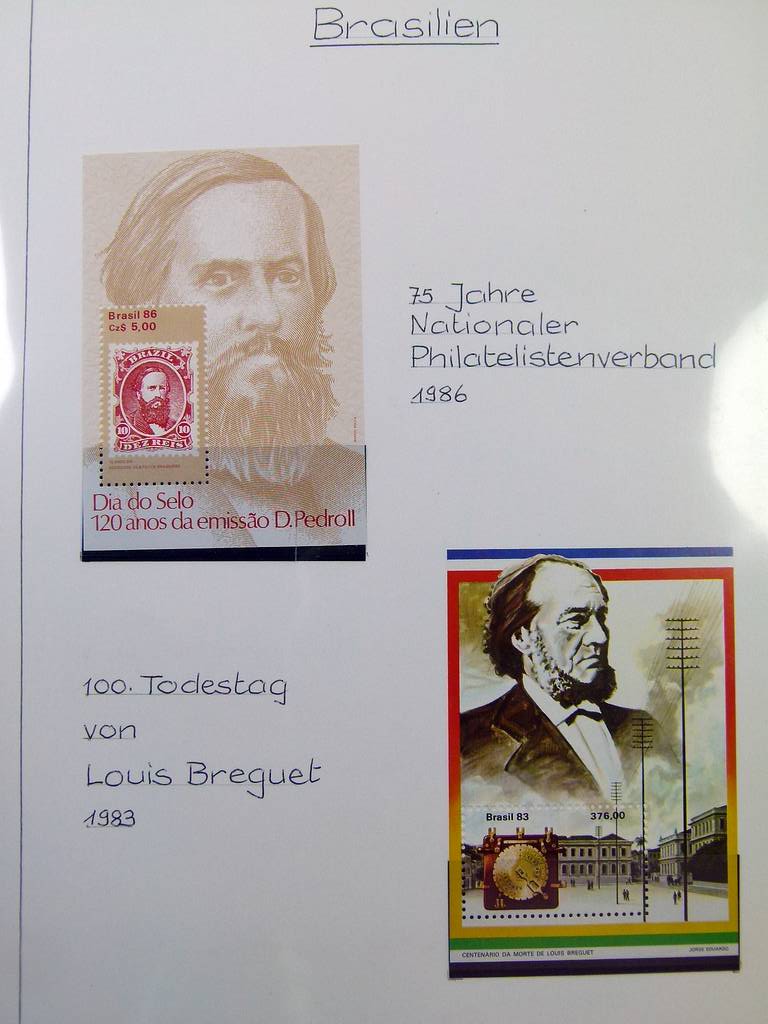 Brasilien
Brasil 86
Cz$ 5,00
BRAZIL
10 10
DEZ REIS
Dia do Selo
120 anos da emissão D.PedroII
75 Jahre
Nationaler
Philatelistenverband
1986
100. Todestag
von
Louis Breguet
1983
Brasil 83 376,00
CENTENÁRIO DA MORTE DE LOUIS BREGUET
JORGE EDUARDO